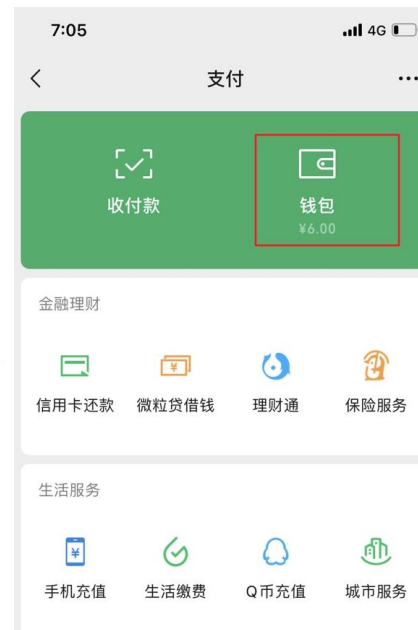 7:05 4G
支付
收付款 钱包
¥6.00
金融理财
信用卡还款 微粒贷借钱 理财通 保险服务
生活服务
手机充值 生活缴费 Q币充值 城市服务